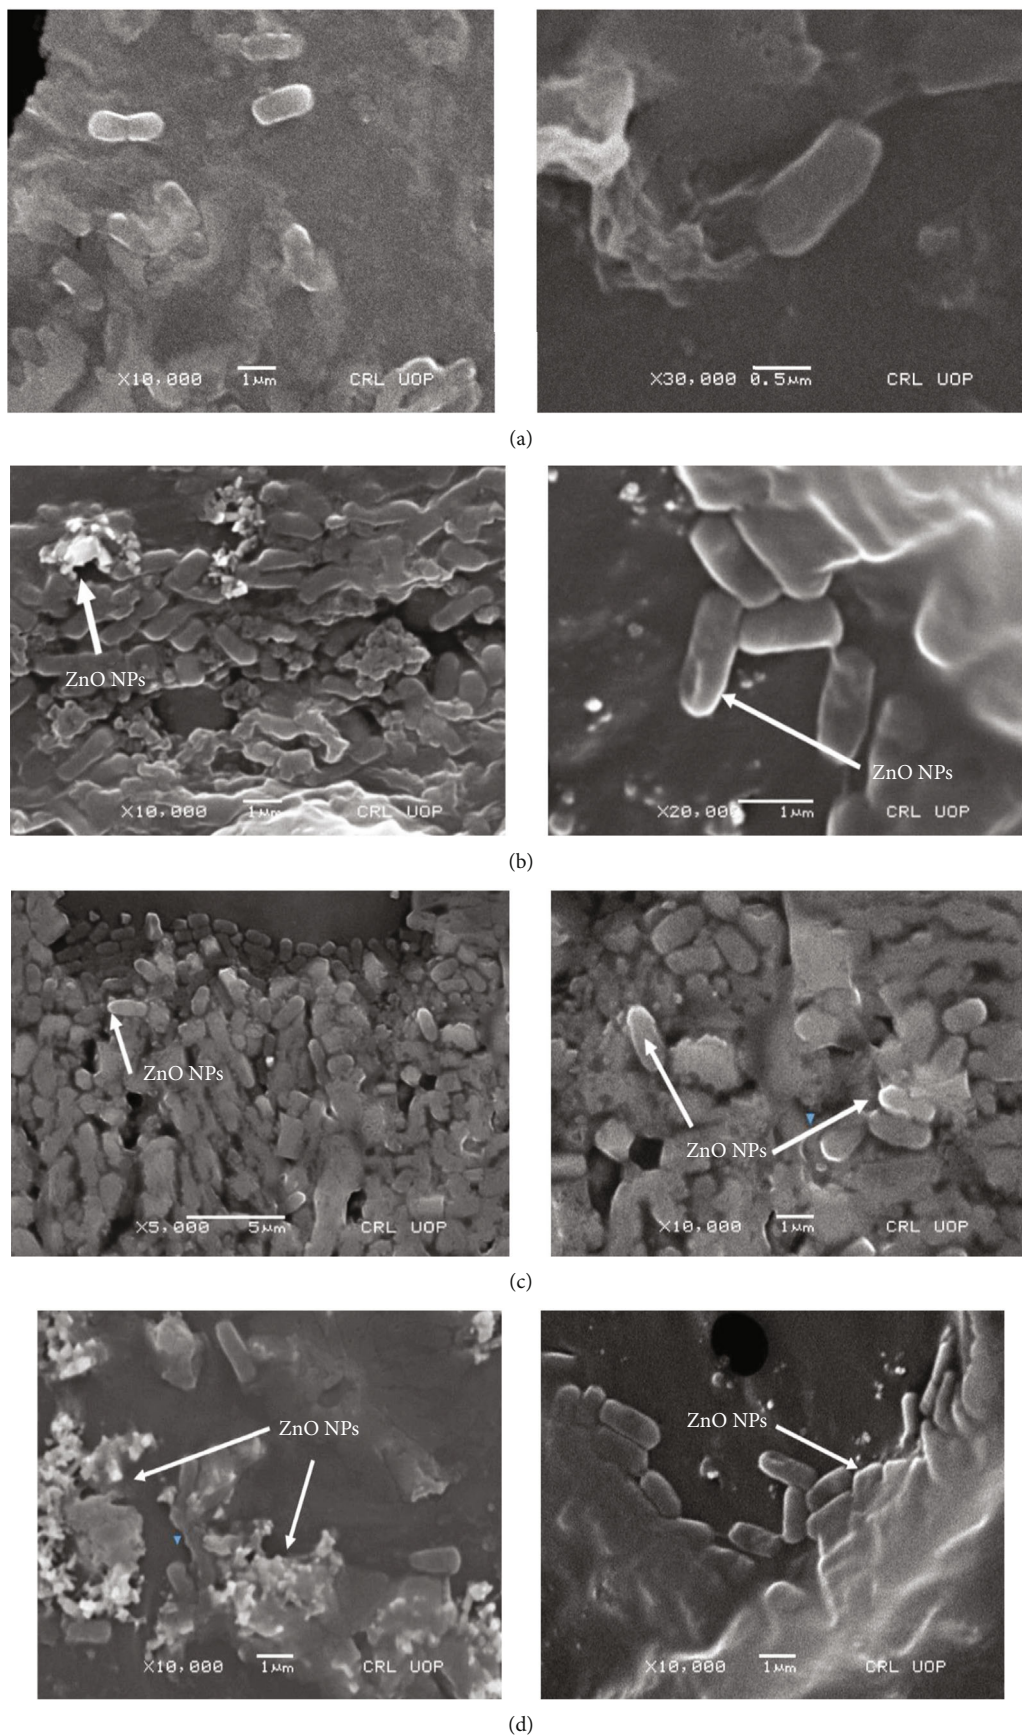 X10,000 1μm CRL UOP
X30,000 0.5μm CRL UOP
(a)
ZnO NPs
X10,000 1μm CRL UOP
ZnO NPs
X20,000 1μm CRL UOP
(b)
ZnO NPs
X5,000 5μm CRL UOP
ZnO NPs
X10,000 1μm CRL UOP
(c)
ZnO NPs
X10,000 1μm CRL UOP
ZnO NPs
X10,000 1μm CRL UOP
(d)